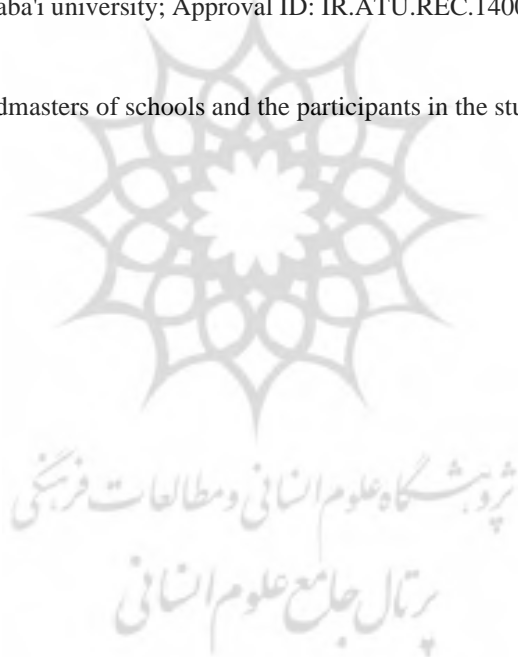 aba'i university; Approval ID: IR.ATU.REC.1400
dmasters of schools and the participants in the stu
پژوهشگاه علوم انسانی و مطالعات فرهنگی
پرتال جامع علوم انسانی